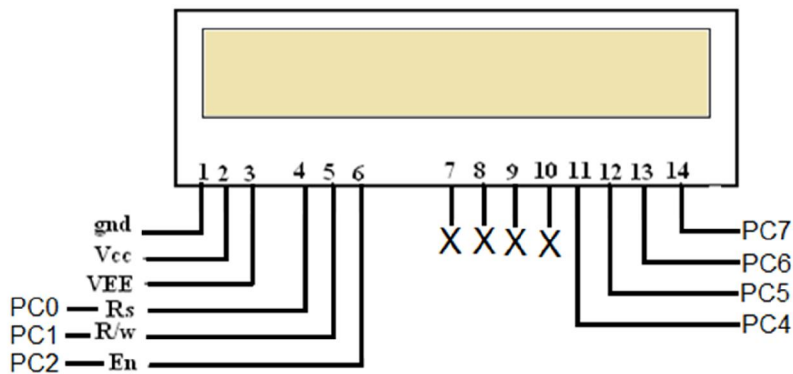 1 2 3 4 5 6 7 8 9 10 11 12 13 14
gnd
Vcc
VEE
PC0 Rs
PC1 R/w
PC2 En
X X X X
PC7
PC6
PC5
PC4